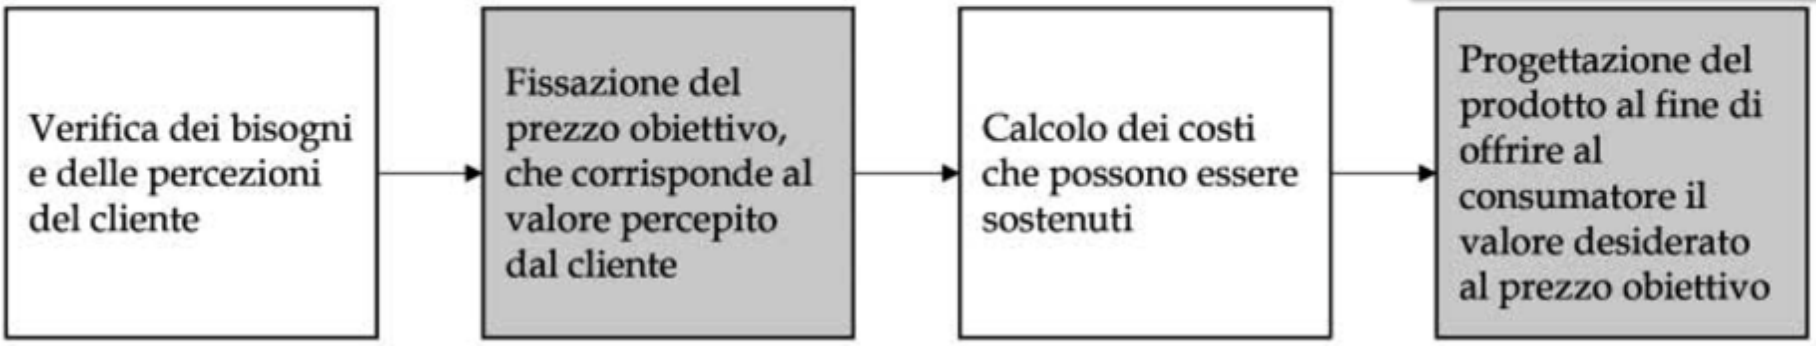 Verifica dei bisogni
e delle percezioni
del cliente
Fissazione del
prezzo obiettivo,
che corrisponde al
valore percepito
dal cliente
Calcolo dei costi
che possono essere
sostenuti
Progettazione del
prodotto al fine di
offrire al
consumatore il
valore desiderato
al prezzo obiettivo